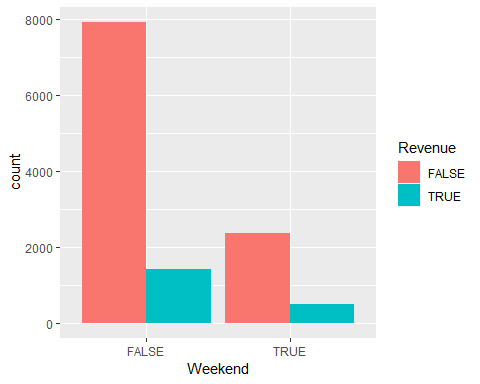 8000
6000
4000
2000
0
count
FALSE
TRUE
Weekend
Revenue
FALSE
TRUE